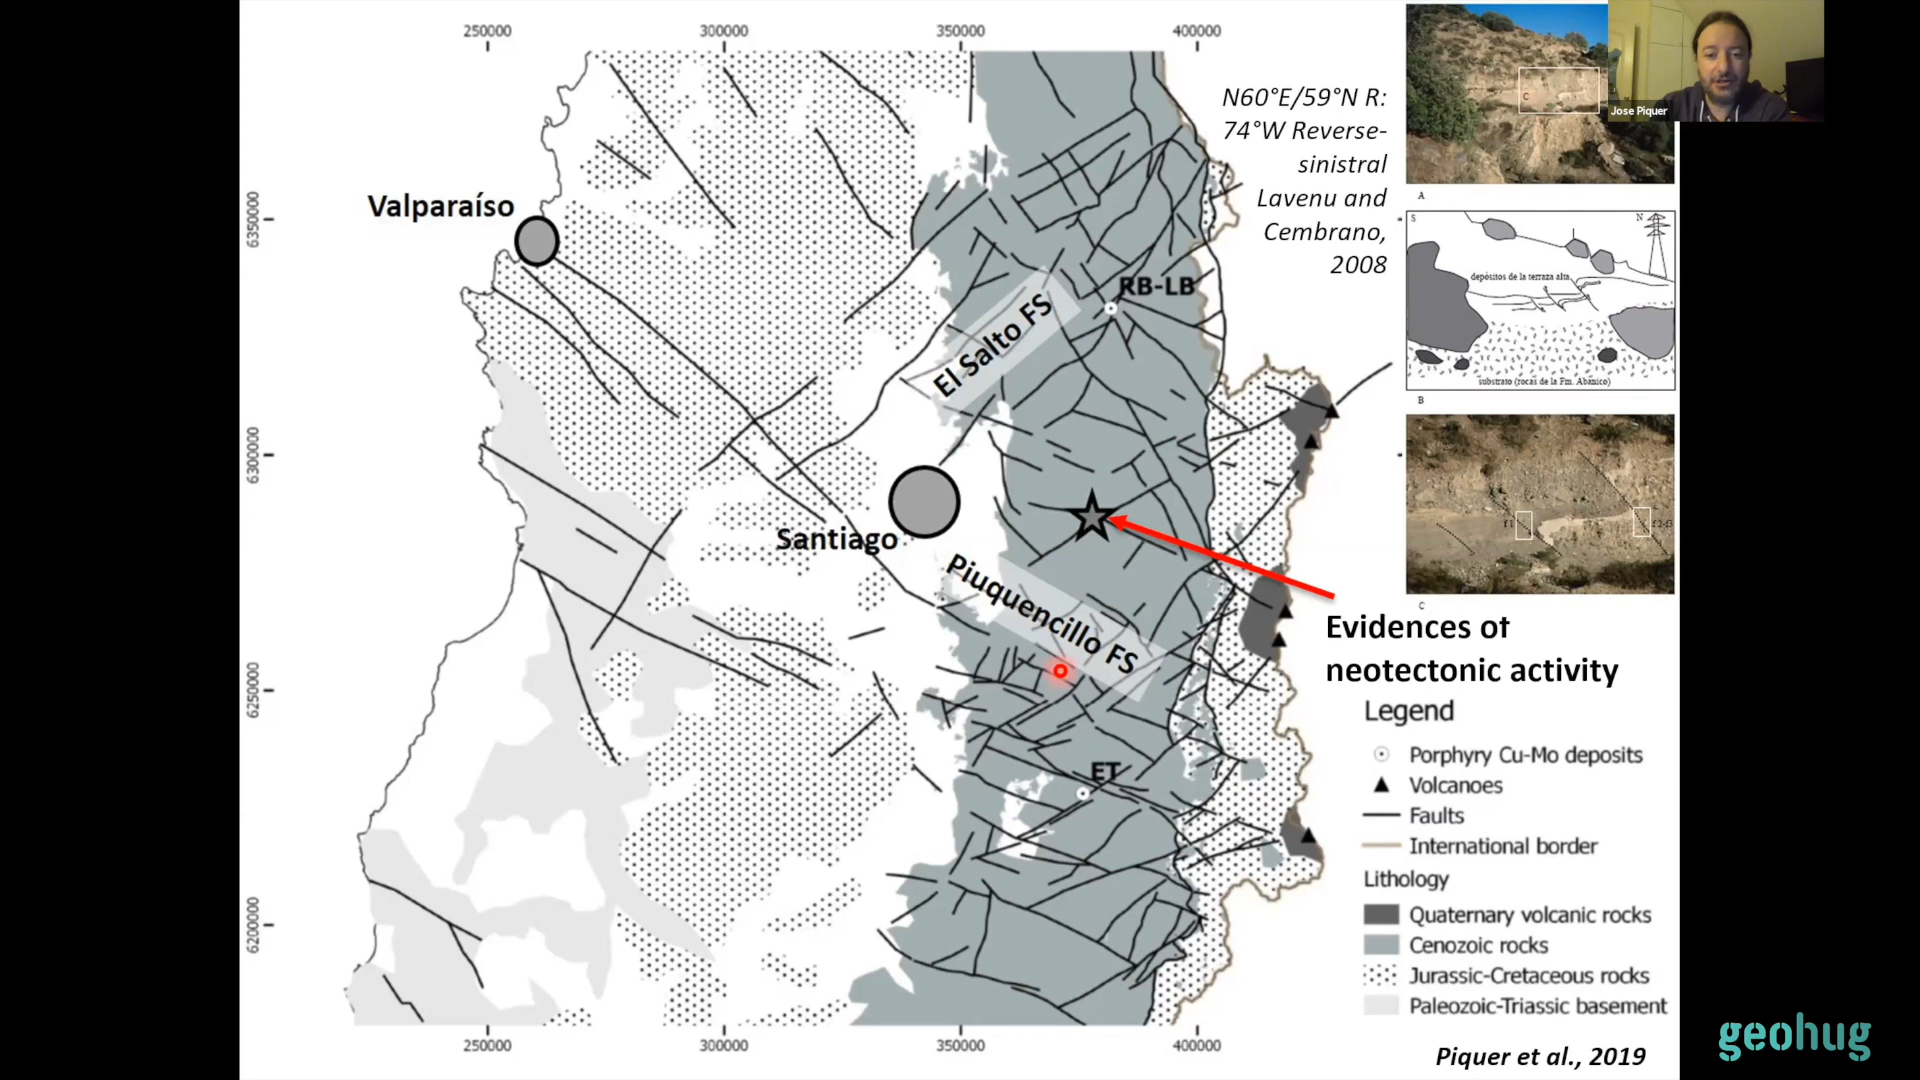 250000
300000
350000
400000
N60°E/59°N R:
74°W Reverse-
sinistral
Lavenu and
Cembrano,
2008
Jose Piquer
C
A
S
N
depósitos de la terraza alta
substrato (rocas de la Fm. Abanico)
B
f1
f2-f3
C
6350000
6300000
6250000
6200000
Valparaíso
RB-LB
El Salto FS
Santiago
Piuquencillo FS
ET
Evidences of
neotectonic activity
Legend
Porphyry Cu-Mo deposits
Volcanoes
Faults
International border
Lithology
Quaternary volcanic rocks
Cenozoic rocks
Jurassic-Cretaceous rocks
Paleozoic-Triassic basement
250000
300000
350000
400000
Piquer et al., 2019
geohug